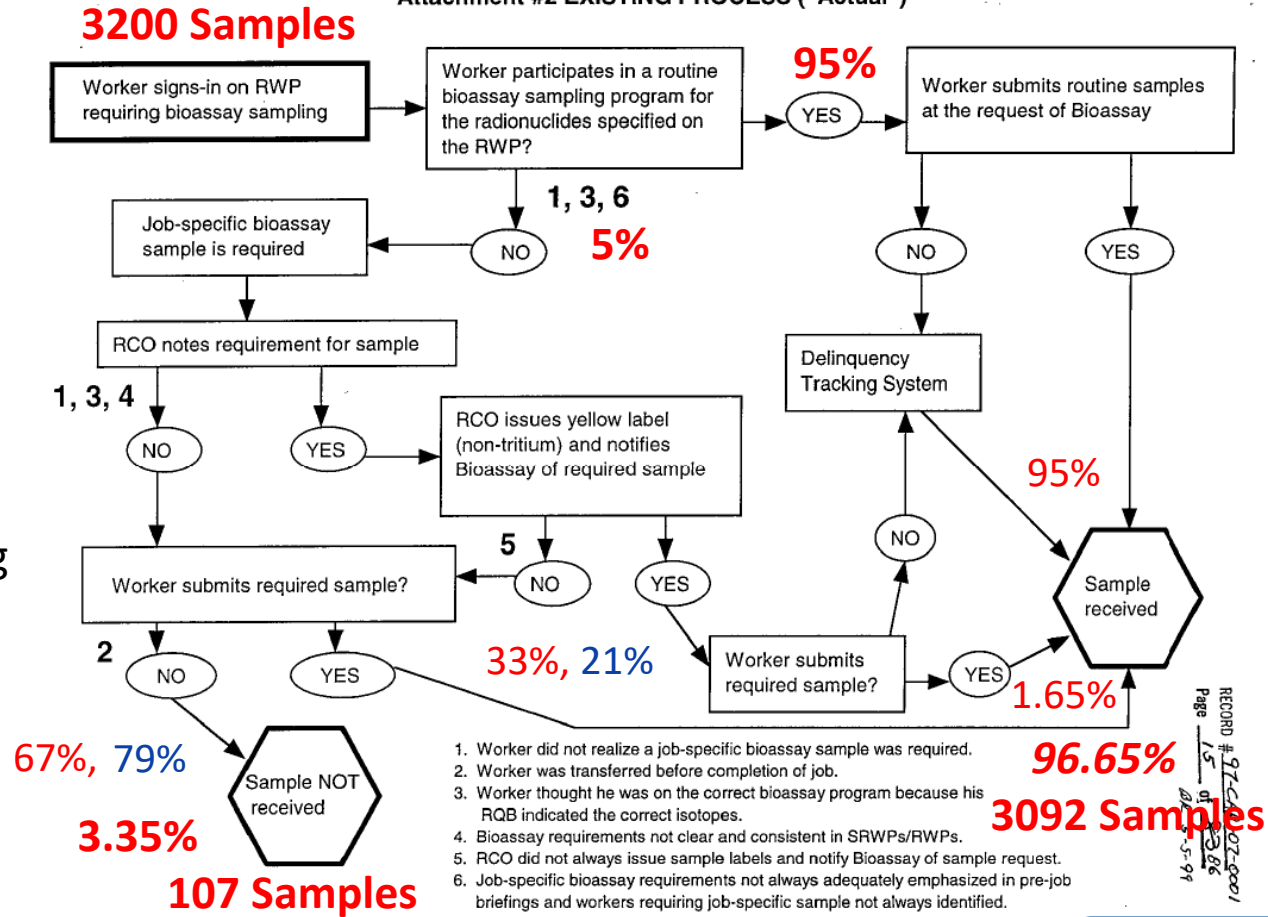 Attachment #2 EXISTING PROCESS ("Actual")
3200 Samples
Worker signs-in on RWP
requiring bioassay sampling
Worker participates in a routine
bioassay sampling program for
the radionuclides specified on
the RWP?
95%
YES
Worker submits routine samples
at the request of Bioassay
1, 3, 6
NO
5%
Job-specific bioassay
sample is required
NO
YES
RCO notes requirement for sample
Delinquency
Tracking System
1, 3, 4
NO
YES
RCO issues yellow label
(non-tritium) and notifies
Bioassay of required sample
95%
NO
5
NO
YES
g
Worker submits required sample?
Sample
received
2
NO
YES
33%, 21%
Worker submits
required sample?
YES
1.65%
67%, 79%
Sample NOT
received
3.35%
107 Samples
96.65%
3092 Samples
1. Worker did not realize a job-specific bioassay sample was required.
2. Worker was transferred before completion of job.
3. Worker thought he was on the correct bioassay program because his
RQB indicated the correct isotopes.
4. Bioassay requirements not clear and consistent in SRWPs/RWPs.
5. RCO did not always issue sample labels and notify Bioassay of sample request.
6. Job-specific bioassay requirements not always adequately emphasized in pre-job
briefings and workers requiring job-specific sample not always identified.
RECORD #
Page 15 of